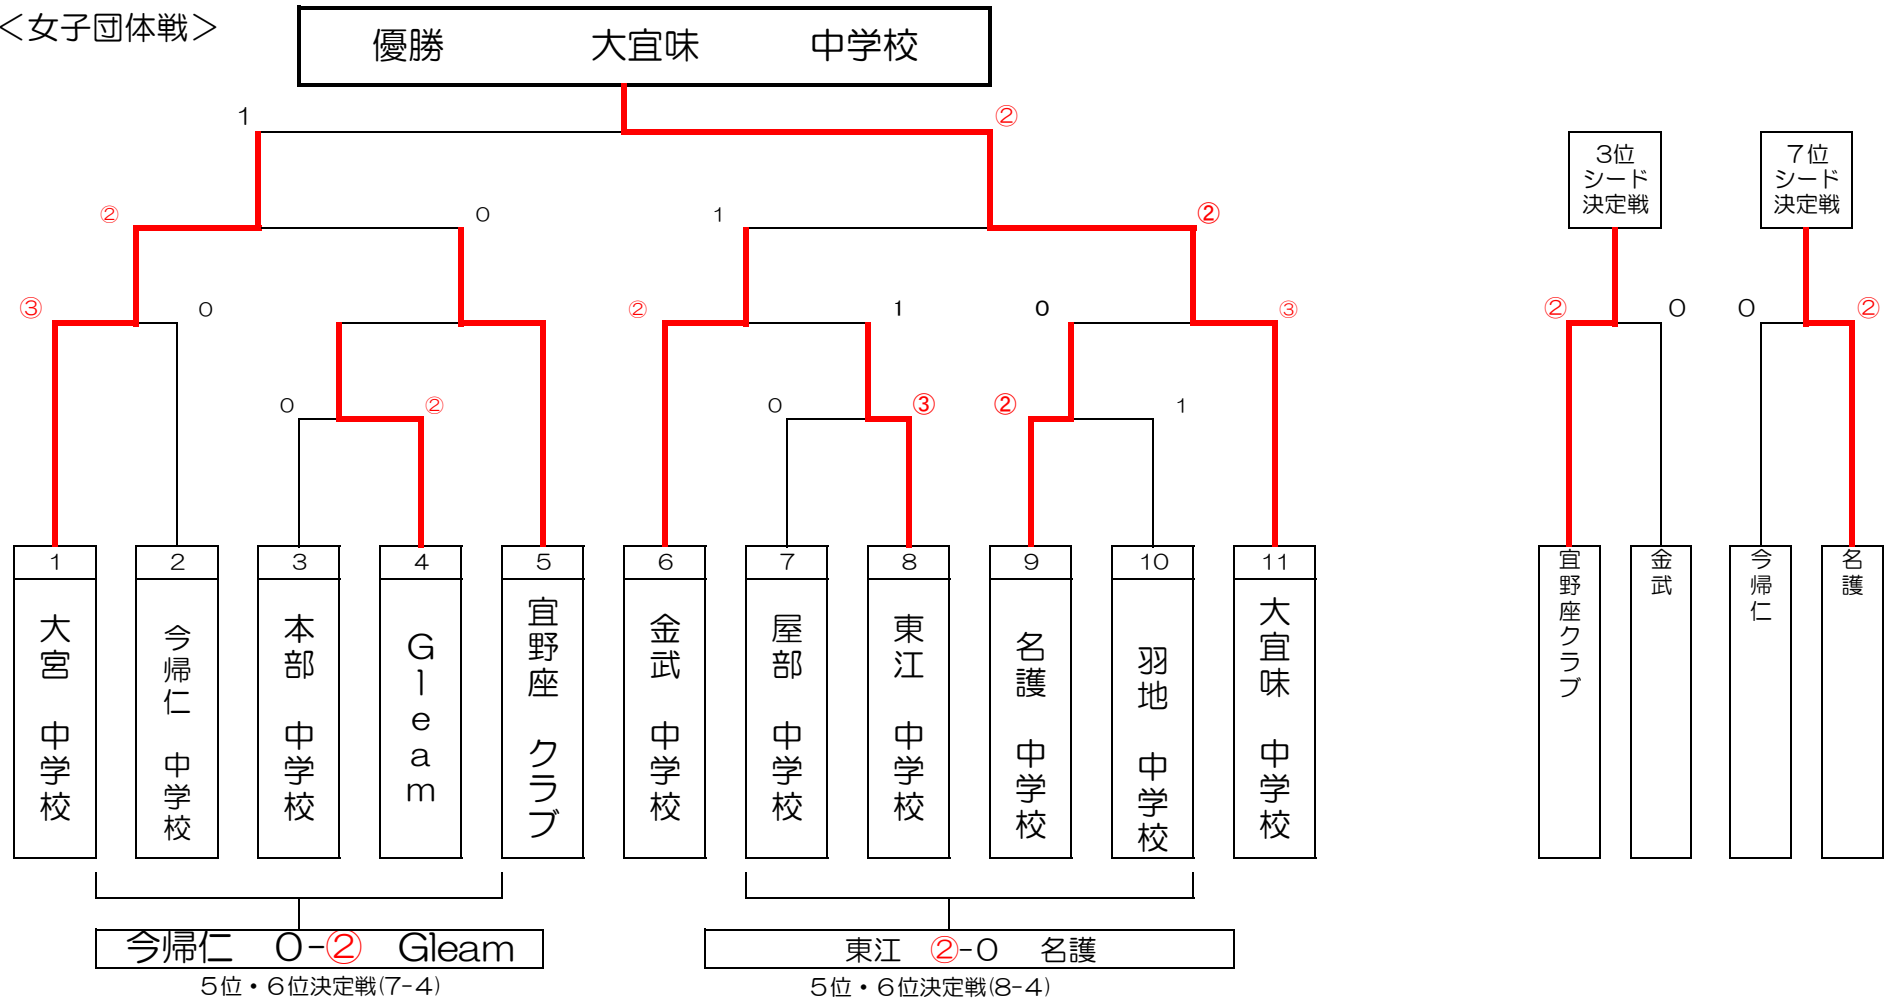 ＜女子団体戦＞
優勝　大宜味　中学校
1 ②
② 0 1 ②
③ 0 ② 1 0 ③
0 ② 0 ③ ② 1
3位
シード
決定戦
7位
シード
決定戦
② 0 0 ②
1 2 3 4 5 6 7 8 9 10 11
大宮　中学校
今帰仁　中学校
本部　中学校
Gleam
宜野座　クラブ
金武　中学校
屋部　中学校
東江　中学校
名護　中学校
羽地　中学校
大宜味　中学校
宜野座クラブ
金武
今帰仁
名護
今帰仁　0-②　Gleam
5位・6位決定戦(7-4)
東江　②-0　名護
5位・6位決定戦(8-4)